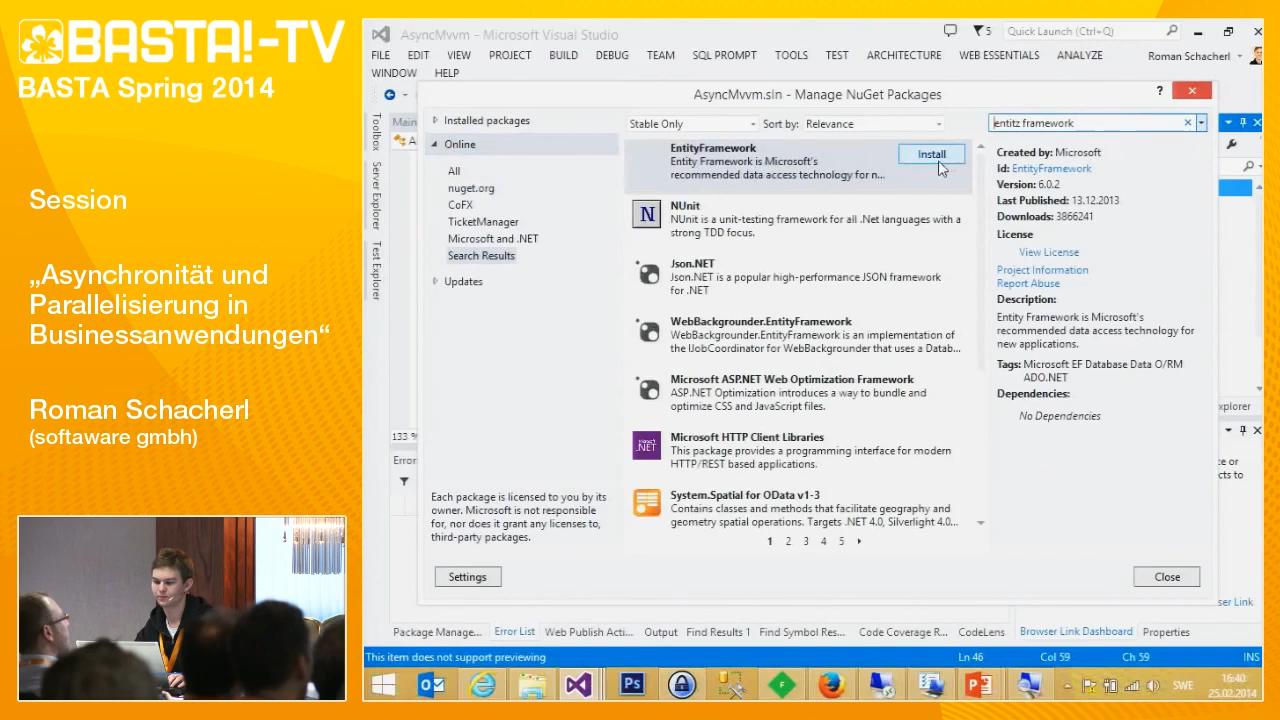 BASTA!-TV
BASTA Spring 2014
Session
„Asynchronität und
Parallelisierung in
Businessanwendungen“
Roman Schacherl
(softaware gmbh)
AsyncMvvm - Microsoft Visual Studio
5
Quick Launch (Ctrl+Q)
FILE EDIT VIEW PROJECT BUILD DEBUG TEAM SQL PROMPT TOOLS TEST ARCHITECTURE WEB ESSENTIALS ANALYZE Roman Schacherl
WINDOW HELP
AsyncMvvm.sln - Manage NuGet Packages
?
Toolbox
Server Explorer
Test Explorer
Main
A
133 %
Error
Installed packages
Online
All
nuget.org
CoFX
TicketManager
Microsoft and .NET
Search Results
Updates
Each package is licensed to you by its
owner. Microsoft is not responsible
for, nor does it grant any licenses to,
third-party packages.
Settings
Stable Only Sort by: Relevance
EntityFramework
Entity Framework is Microsoft's
recommended data access technology for n...
Install
NUnit
NUnit is a unit-testing framework for all .Net languages with a
strong TDD focus.
Json.NET
Json.NET is a popular high-performance JSON framework
for .NET
WebBackgrounder.EntityFramework
WebBackgrounder.EntityFramework is an implementation of
the IJobCoordinator for WebBackgrounder that uses a Datab...
Microsoft ASP.NET Web Optimization Framework
ASP.NET Optimization introduces a way to bundle and
optimize CSS and JavaScript files.
Microsoft HTTP Client Libraries
This package provides a programming interface for modern
HTTP/REST based applications.
System.Spatial for OData v1-3
Contains classes and methods that facilitate geography and
geometry spatial operations. Targets .NET 4.0, Silverlight 4.0...
1 2 3 4 5
entitz framework
Created by: Microsoft
Id: EntityFramework
Version: 6.0.2
Last Published: 13.12.2013
Downloads: 3866241
License
View License
Project Information
Report Abuse
Description:
Entity Framework is Microsoft's
recommended data access technology for
new applications.
Tags: Microsoft EF Database Data O/RM
ADO.NET
Dependencies:
No Dependencies
Close
xplorer
ce or
cts to
ser Link
Package Manage... Error List Web Publish Acti... Output Find Results 1 Find Symbol Res... Code Coverage R... CodeLens Browser Link Dashboard Properties
This item does not support previewing Ln 46 Col 59 Ch 59 INS
SWE
16:40
25.02.2014